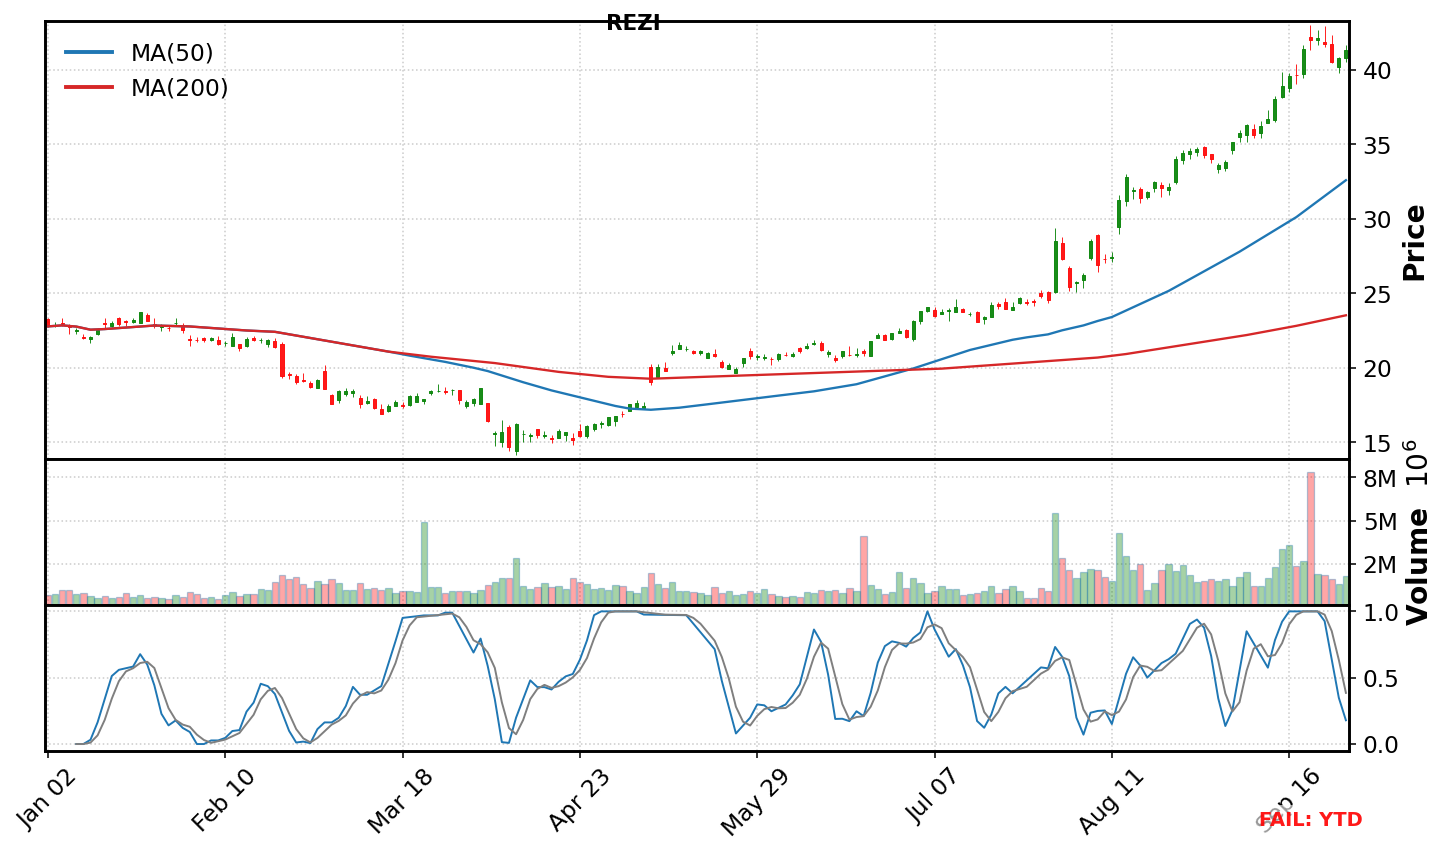 REZI
MA(50)
MA(200)
40
35
30
25
20
15
Price
8M
5M
2M
Volume 10^6
1.0
0.5
0.0
Jan 02
Feb 10
Mar 18
Apr 23
May 29
Jul 07
Aug 11
Sep 16
FAIL: YTD